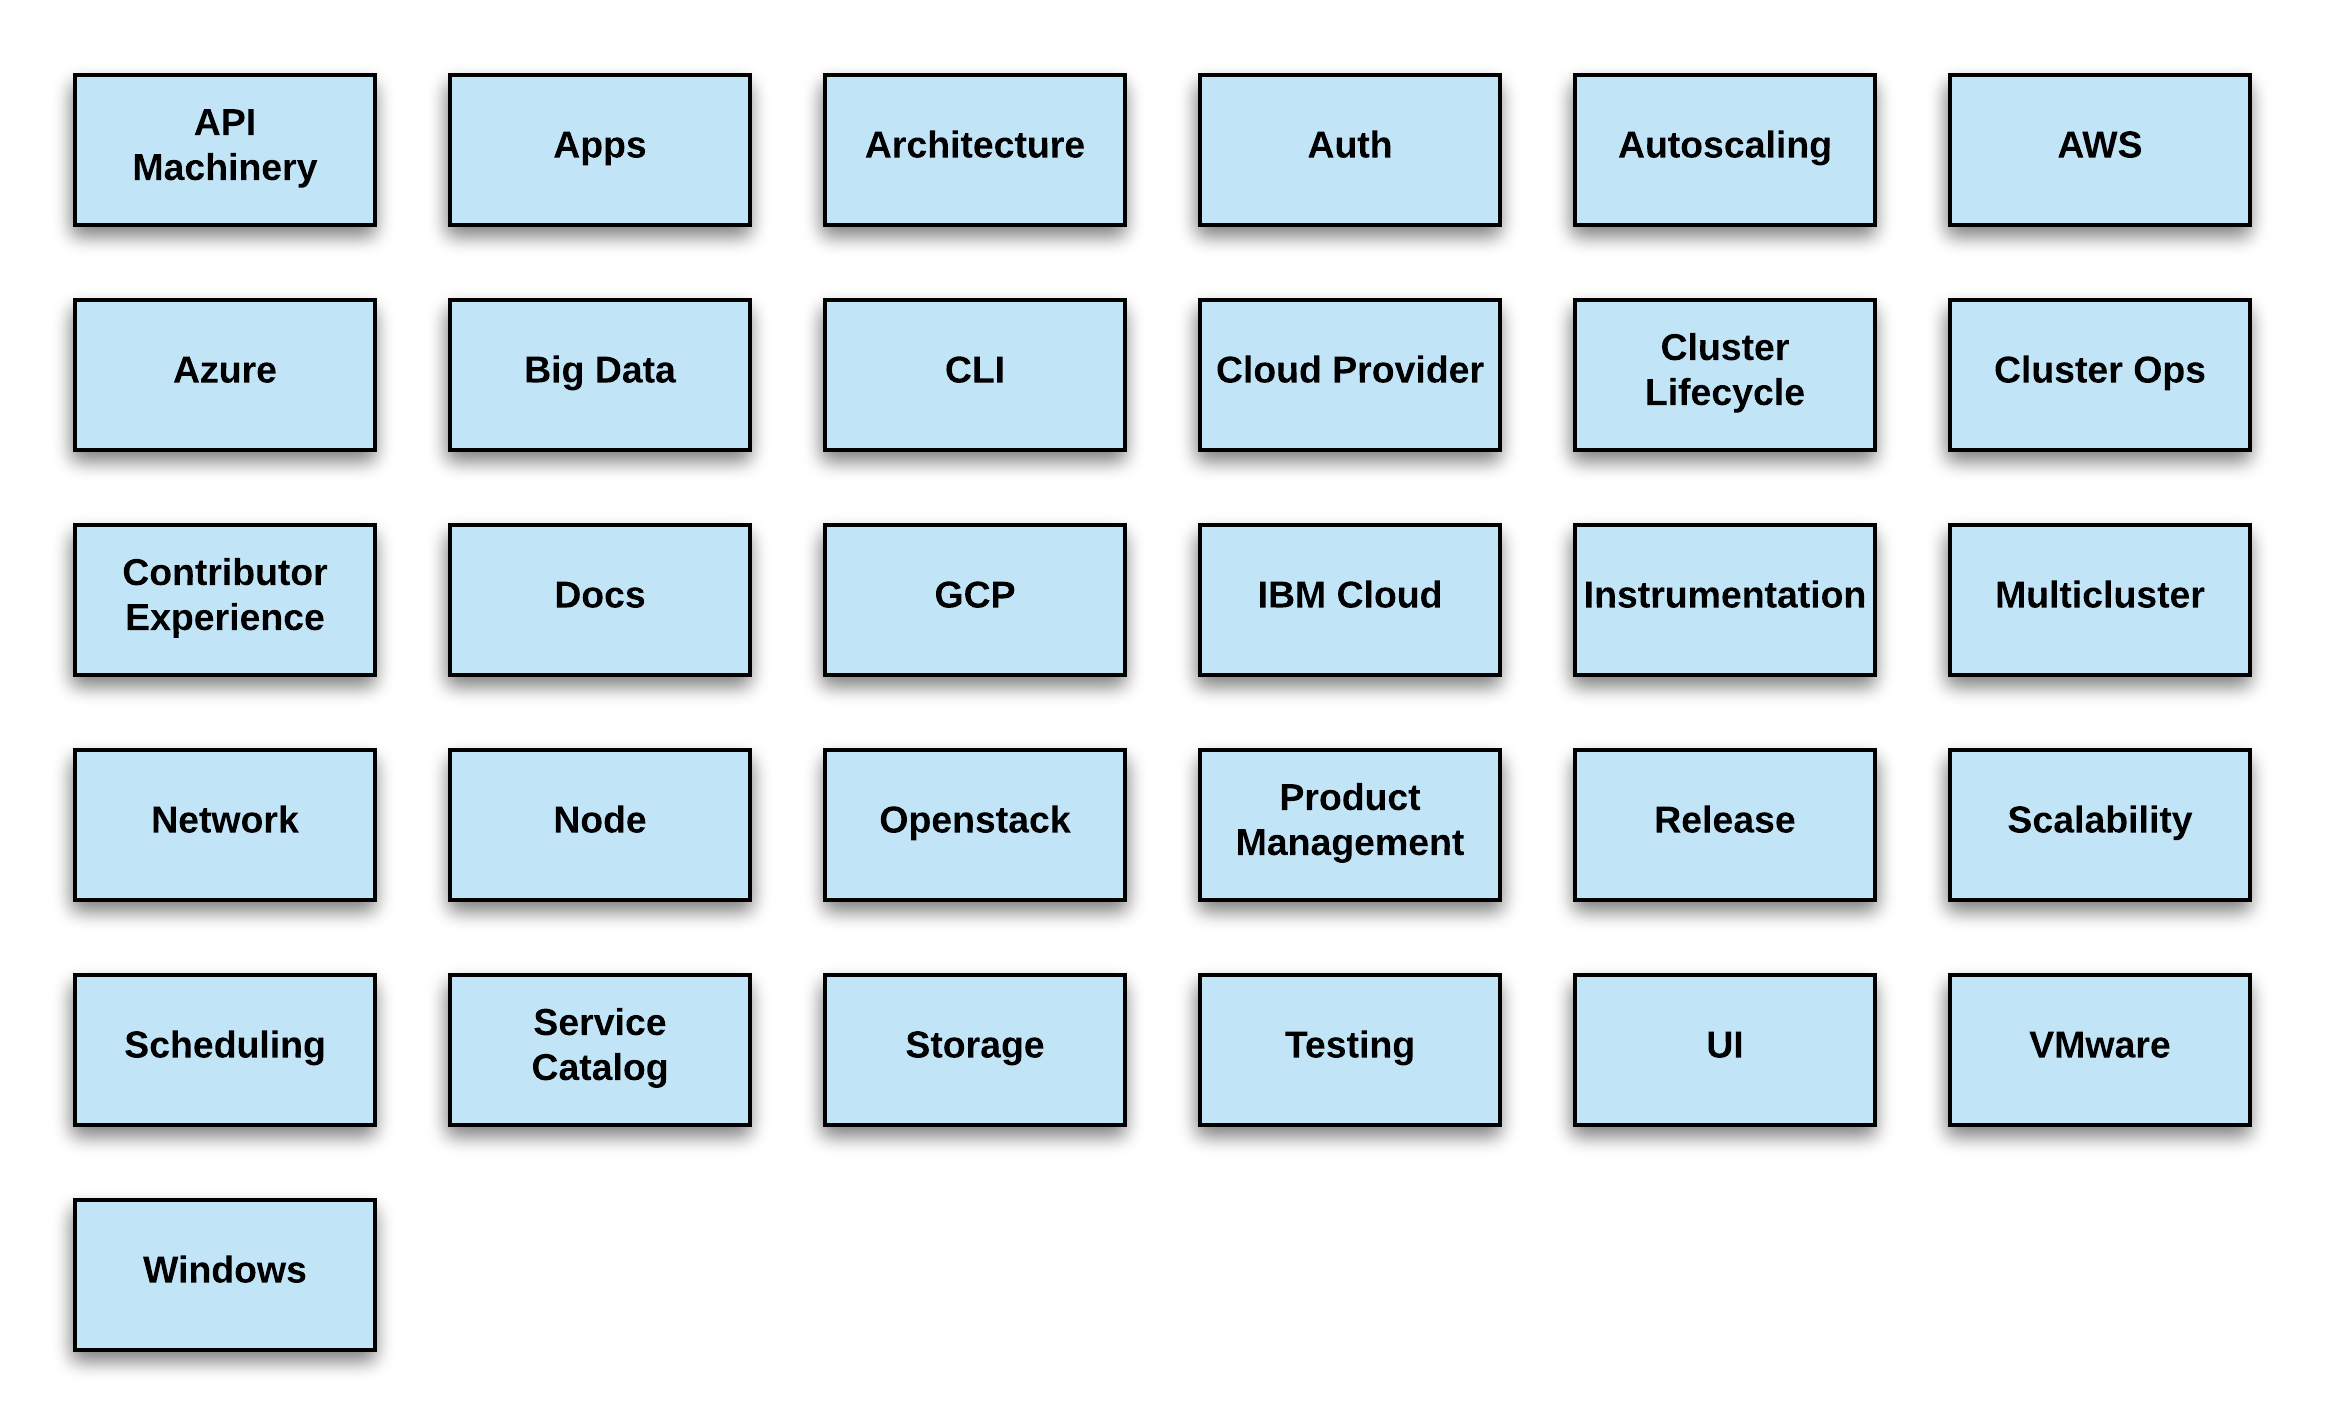 API
Machinery
Apps
Architecture
Auth
Autoscaling
AWS
Azure
Big Data
CLI
Cloud Provider
Cluster
Lifecycle
Cluster Ops
Contributor
Experience
Docs
GCP
IBM Cloud
Instrumentation
Multicluster
Network
Node
Openstack
Product
Management
Release
Scalability
Scheduling
Service
Catalog
Storage
Testing
UI
VMware
Windows